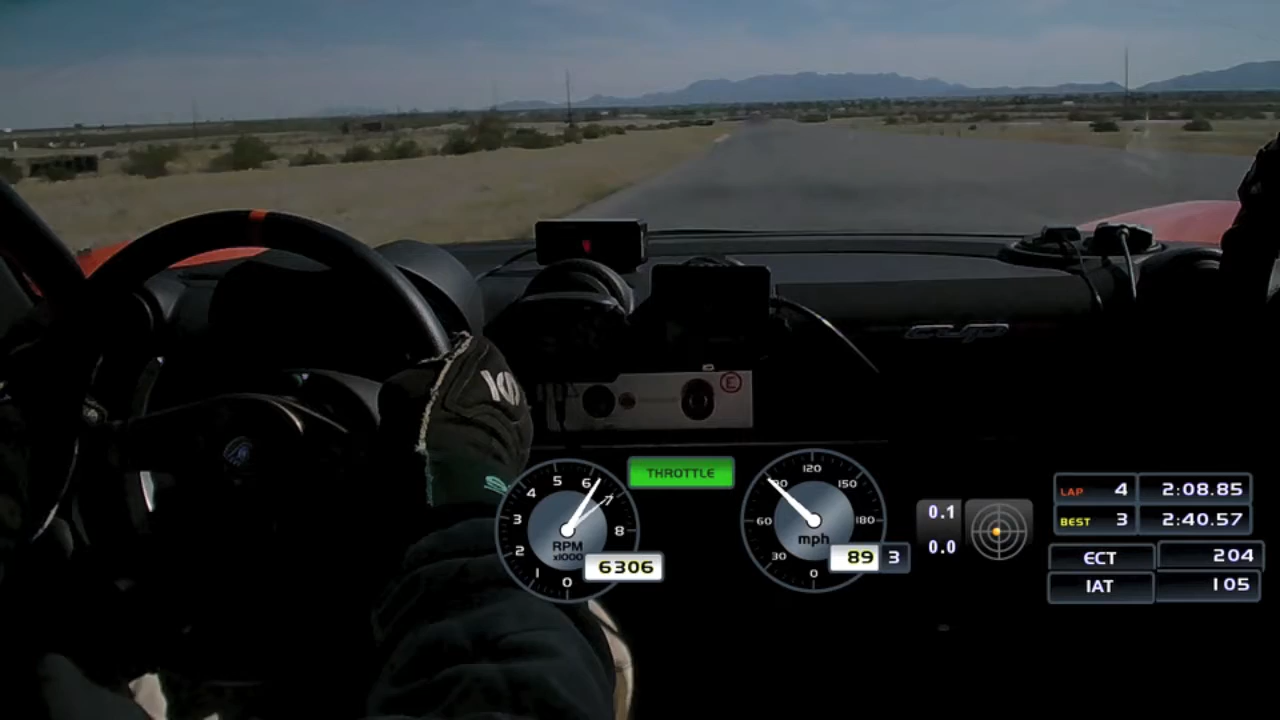 CUP
E
THROTTLE
0 1 2 3 4 5 6 7 8
RPM
x1000
6306
0 30 60 90 120 150 180
mph
89 3
0.1
0.0
LAP 4 2:08.85
BEST 3 2:40.57
ECT 204
IAT 105